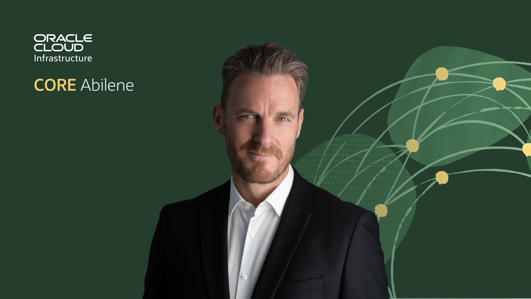 ORACLE
CLOUD
Infrastructure
CORE Abilene